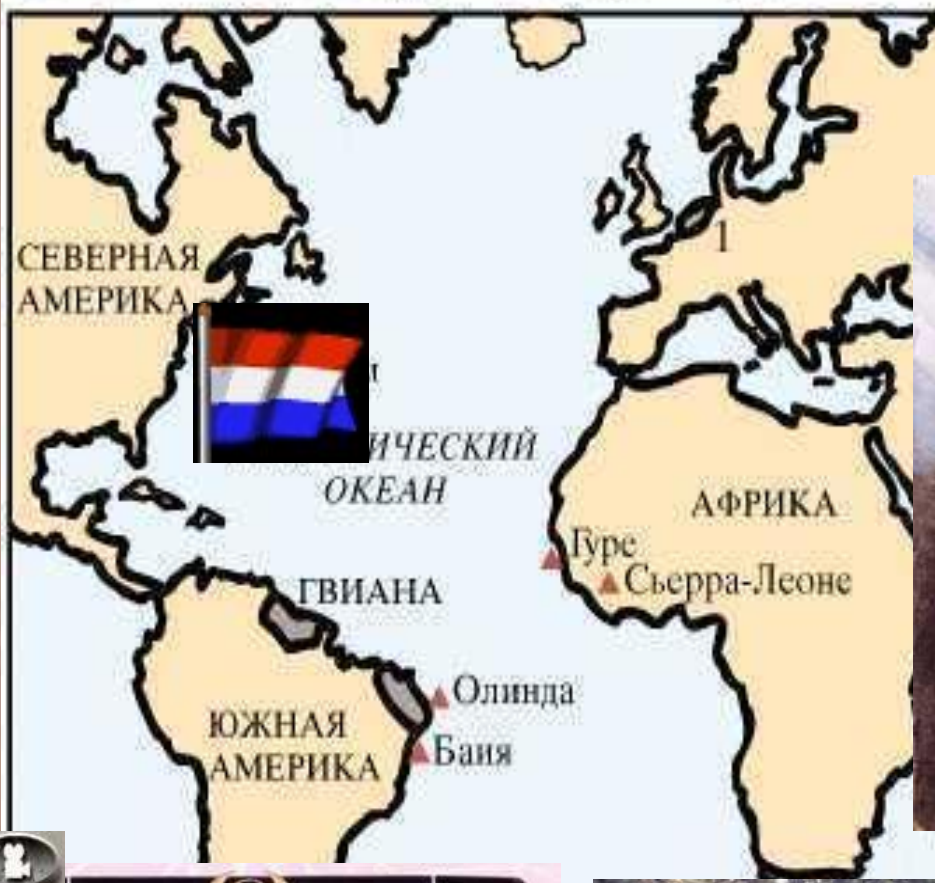 1
СЕВЕРНАЯ
АМЕРИКА
ИЧЕСКИЙ
ОКЕАН
АФРИКА
Гуре
Сьерра-Леоне
ГВИАНА
Олинда
ЮЖНАЯ
АМЕРИКА
Баия